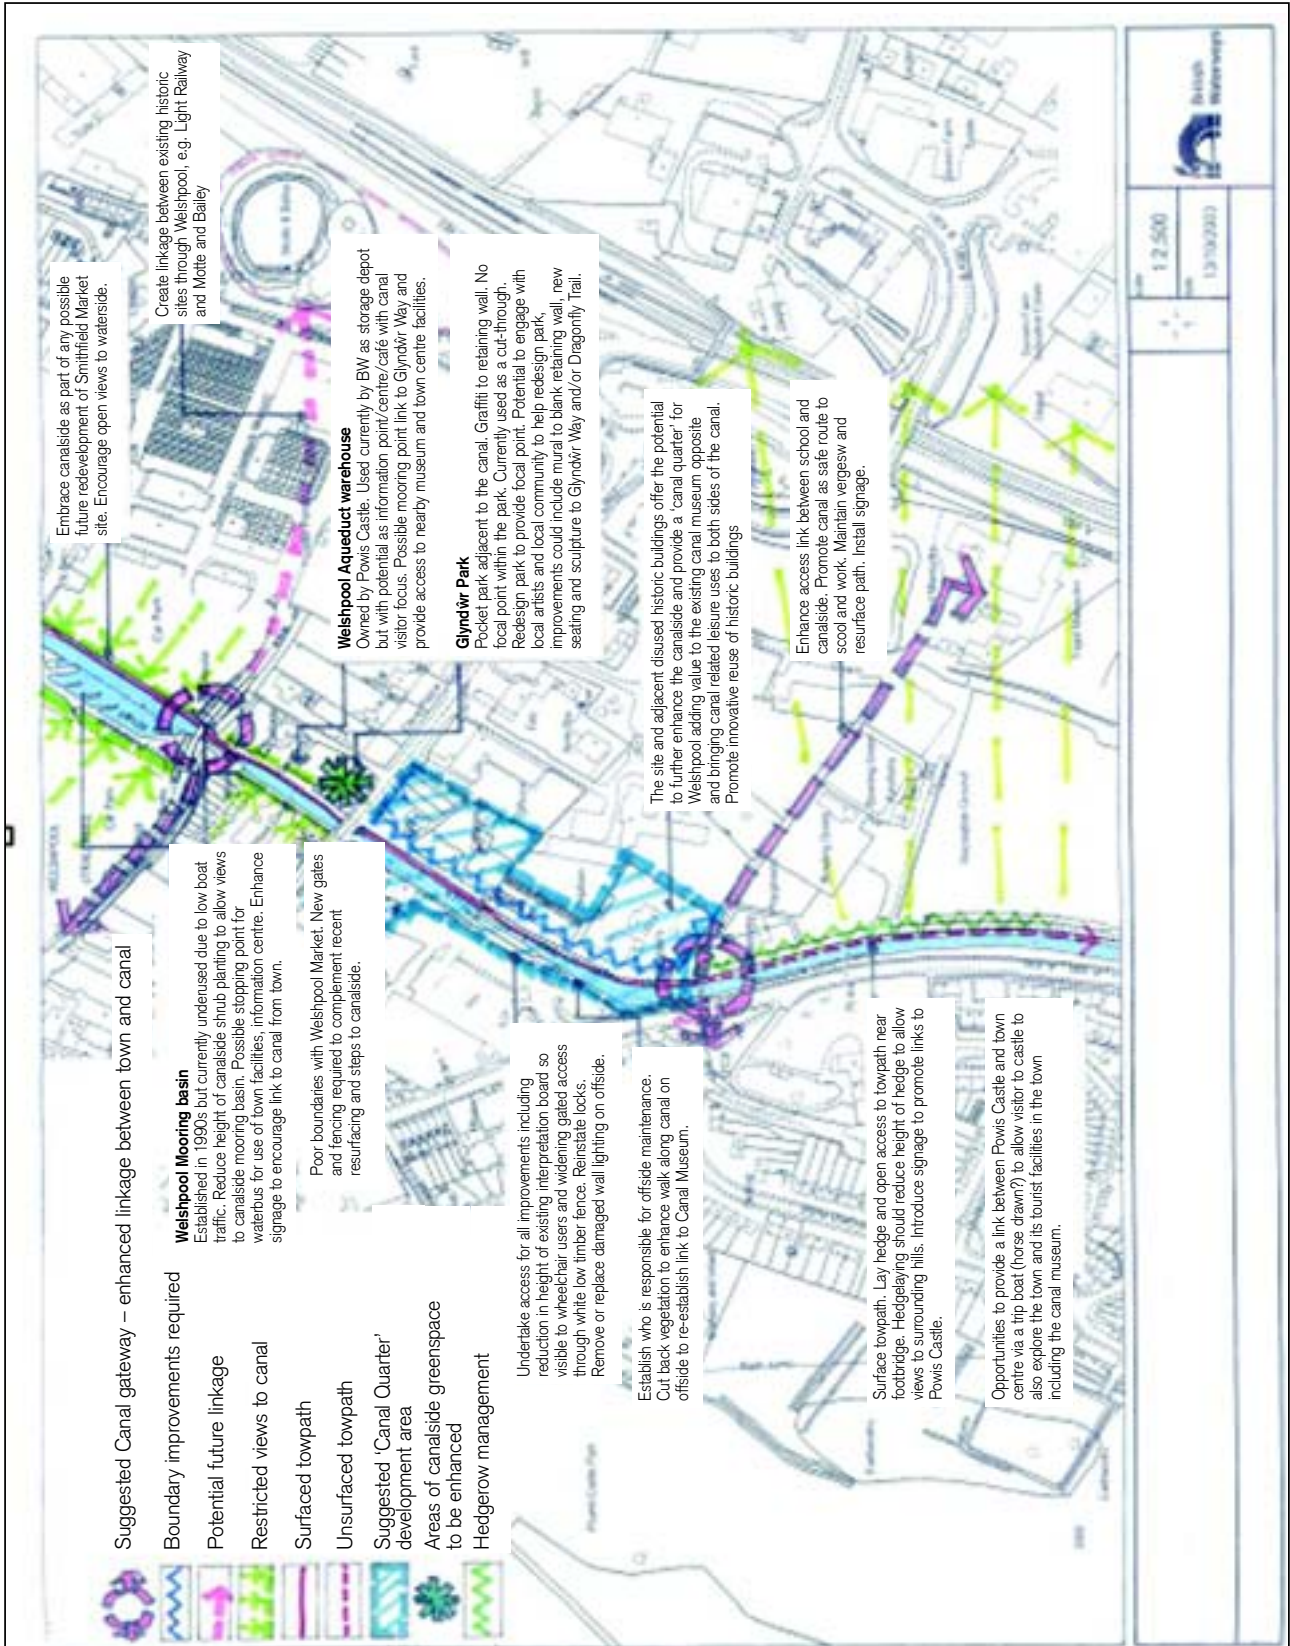 Suggested Canal gateway – enhanced linkage between town and canal
Boundary improvements required
Potential future linkage
Restricted views to canal
Surfaced towpath
Unsurfaced towpath
Suggested ‘Canal Quarter’
development area
Areas of canalside greenspace
to be enhanced
Hedgerow management
Welshpool Mooring basin
Established in 1990s but currently underused due to low boat
traffic. Reduce height of canalside shrub planting to allow views
to canalside mooring basin. Possible stopping point for
waterbus for use of town facilities, information centre. Enhance
signage to encourage link to canal from town.
Poor boundaries with Welshpool Market. New gates
and fencing required to complement recent
resurfacing and steps to canalside.
Undertake access for all improvements including
reduction in height of existing interpretation board so
visible to wheelchair users and widening gated access
through white low timber fence. Reinstate locks.
Remove or replace damaged wall lighting on offside.
Establish who is responsible for offside maintenance.
Cut back vegetation to enhance walk along canal on
offside to re-establish link to Canal Museum.
Surface towpath. Lay hedge and open access to towpath near
footbridge. Hedgelaying should reduce height of hedge to allow
views to surrounding hills. Introduce signage to promote links to
Powis Castle.
Opportunities to provide a link between Powis Castle and town
centre via a trip boat (horse drawn?) to allow visitor to castle to
also explore the town and its tourist facilities in the town
including the canal museum.
Embrace canalside as part of any possible
future redevelopment of Smithfield Market
site. Encourage open views to waterside.
Create linkage between existing historic
sites through Welshpool, e.g. Light Railway
and Motte and Bailey
Welshpool Aqueduct warehouse
Owned by Powis Castle. Used currently by BW as storage depot
but with potential as information point/centre/café with canal
visitor focus. Possible mooring point link to Glyndŵr Way and
provide access to nearby museum and town centre facilities.
Glyndŵr Park
Pocket park adjacent to the canal. Graffiti to retaining wall. No
focal point within the park. Currently used as a cut-through.
Redesign park to provide focal point. Potential to engage with
local artists and local community to help redesign park,
improvements could include mural to blank retaining wall, new
seating and sculpture to Glyndŵr Way and/or Dragonfly Trail.
The site and adjacent disused historic buildings offer the potential
to further enhance the canalside and provide a ‘canal quarter’ for
Welshpool adding value to the existing canal museum opposite
and bringing canal related leisure uses to both sides of the canal.
Promote innovative reuse of historic buildings
Enhance access link between school and
canalside. Promote canal as safe route to
scool and work. Maintain vergesw and
resurface path. Install signage.
British
Waterways
1:2,500
13/10/2003